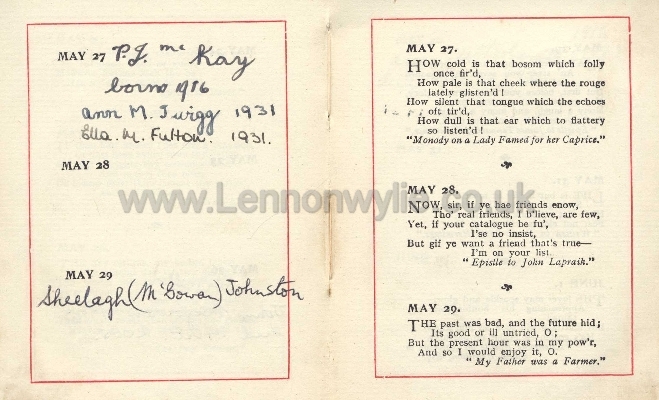 MAY 27 P.J. Mc Kay
borne 1916
Ann M. Twigg 1931
Ella. M. Fulton. 1931.
MAY 28
MAY 29
Sheelagh (McGowan) Johnston
MAY 27.
HOW cold is that bosom which folly
once fir'd,
How pale is that cheek where the rouge
lately glisten'd!
How silent that tongue which the echoes
oft tir'd,
How dull is that ear which to flattery
so listen'd!
"Monody on a Lady Famed for her Caprice."
MAY 28.
NOW, sir, if ye hae friends enow,
Tho' real friends, I b'lieve, are few,
Yet, if your catalogue be fu',
I'se no insist,
But gif ye want a friend that's true—
I'm on your list.
"Epistle to John Lapraik."
MAY 29.
THE past was bad, and the future hid;
Its good or ill untried, O;
But the present hour was in my pow'r,
And so I would enjoy it, O.
"My Father was a Farmer."
www.Lennonwylie.co.uk